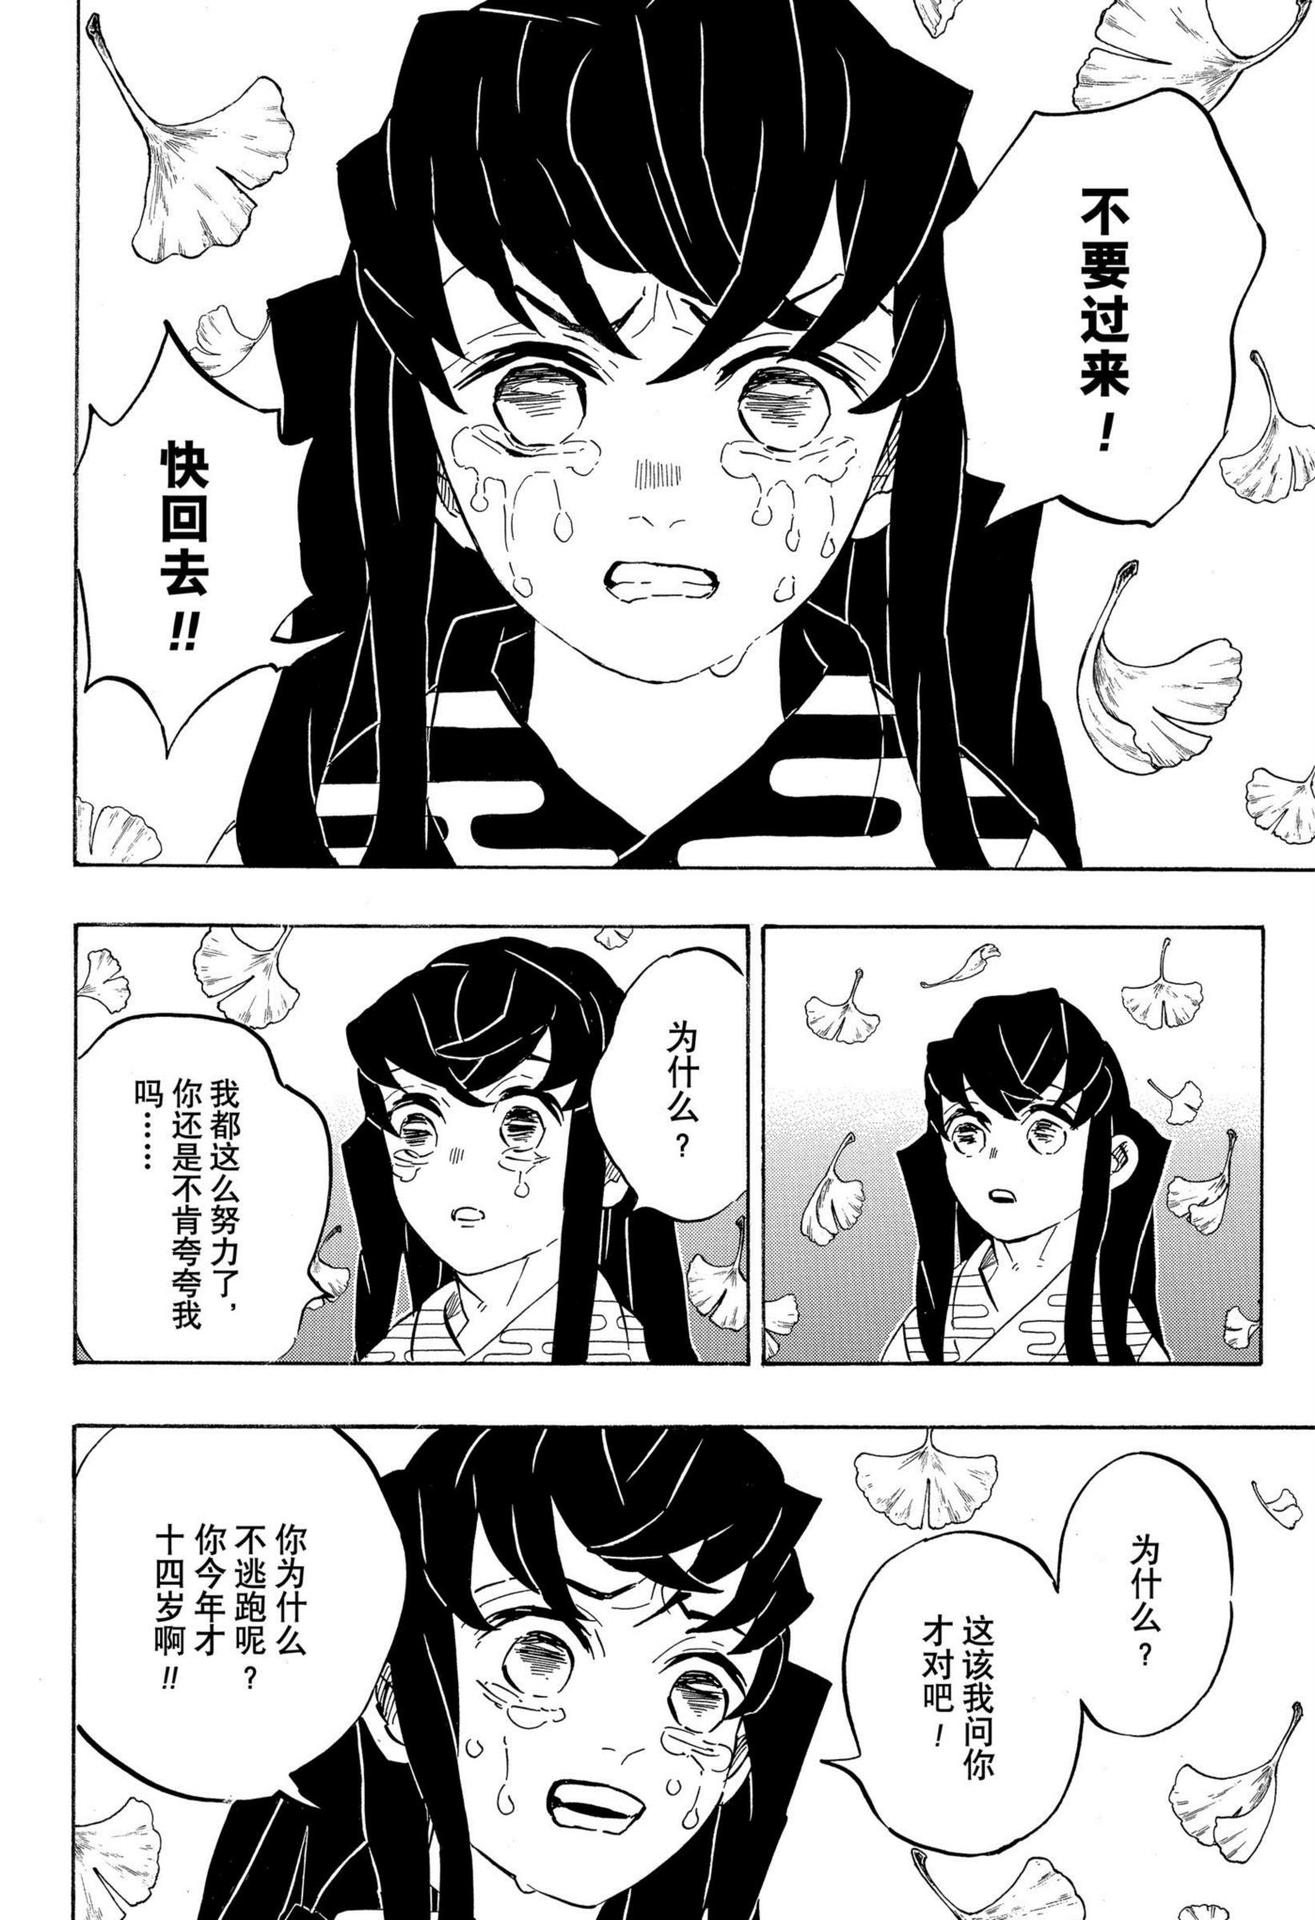 不要过来！
快回去！！
为什么？
我都这么努力了，
你还是不肯夸夸我
吗……
为什么？
这该我问你
才对吧！
你为什么
不逃跑呢？
你今年才
十四岁啊！！